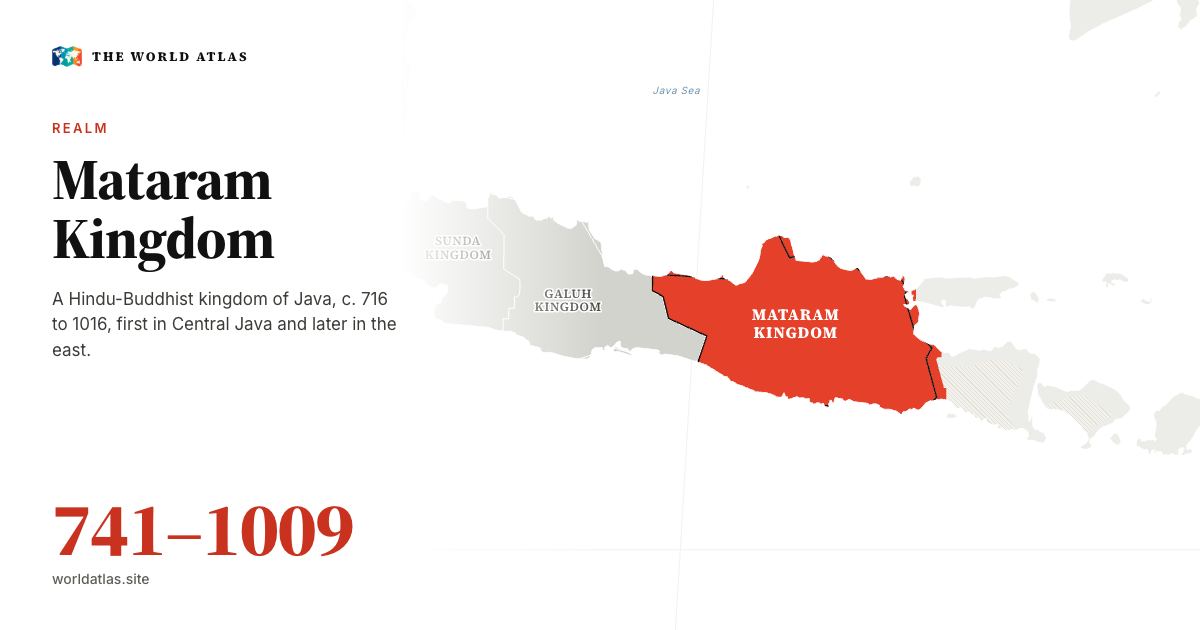 THE WORLD ATLAS
REALM
Mataram
Kingdom
A Hindu-Buddhist kingdom of Java, c. 716
to 1016, first in Central Java and later in the
east.
741–1009
worldatlas.site
Java Sea
SUNDA
KINGDOM
GALUH
KINGDOM
MATARAM
KINGDOM